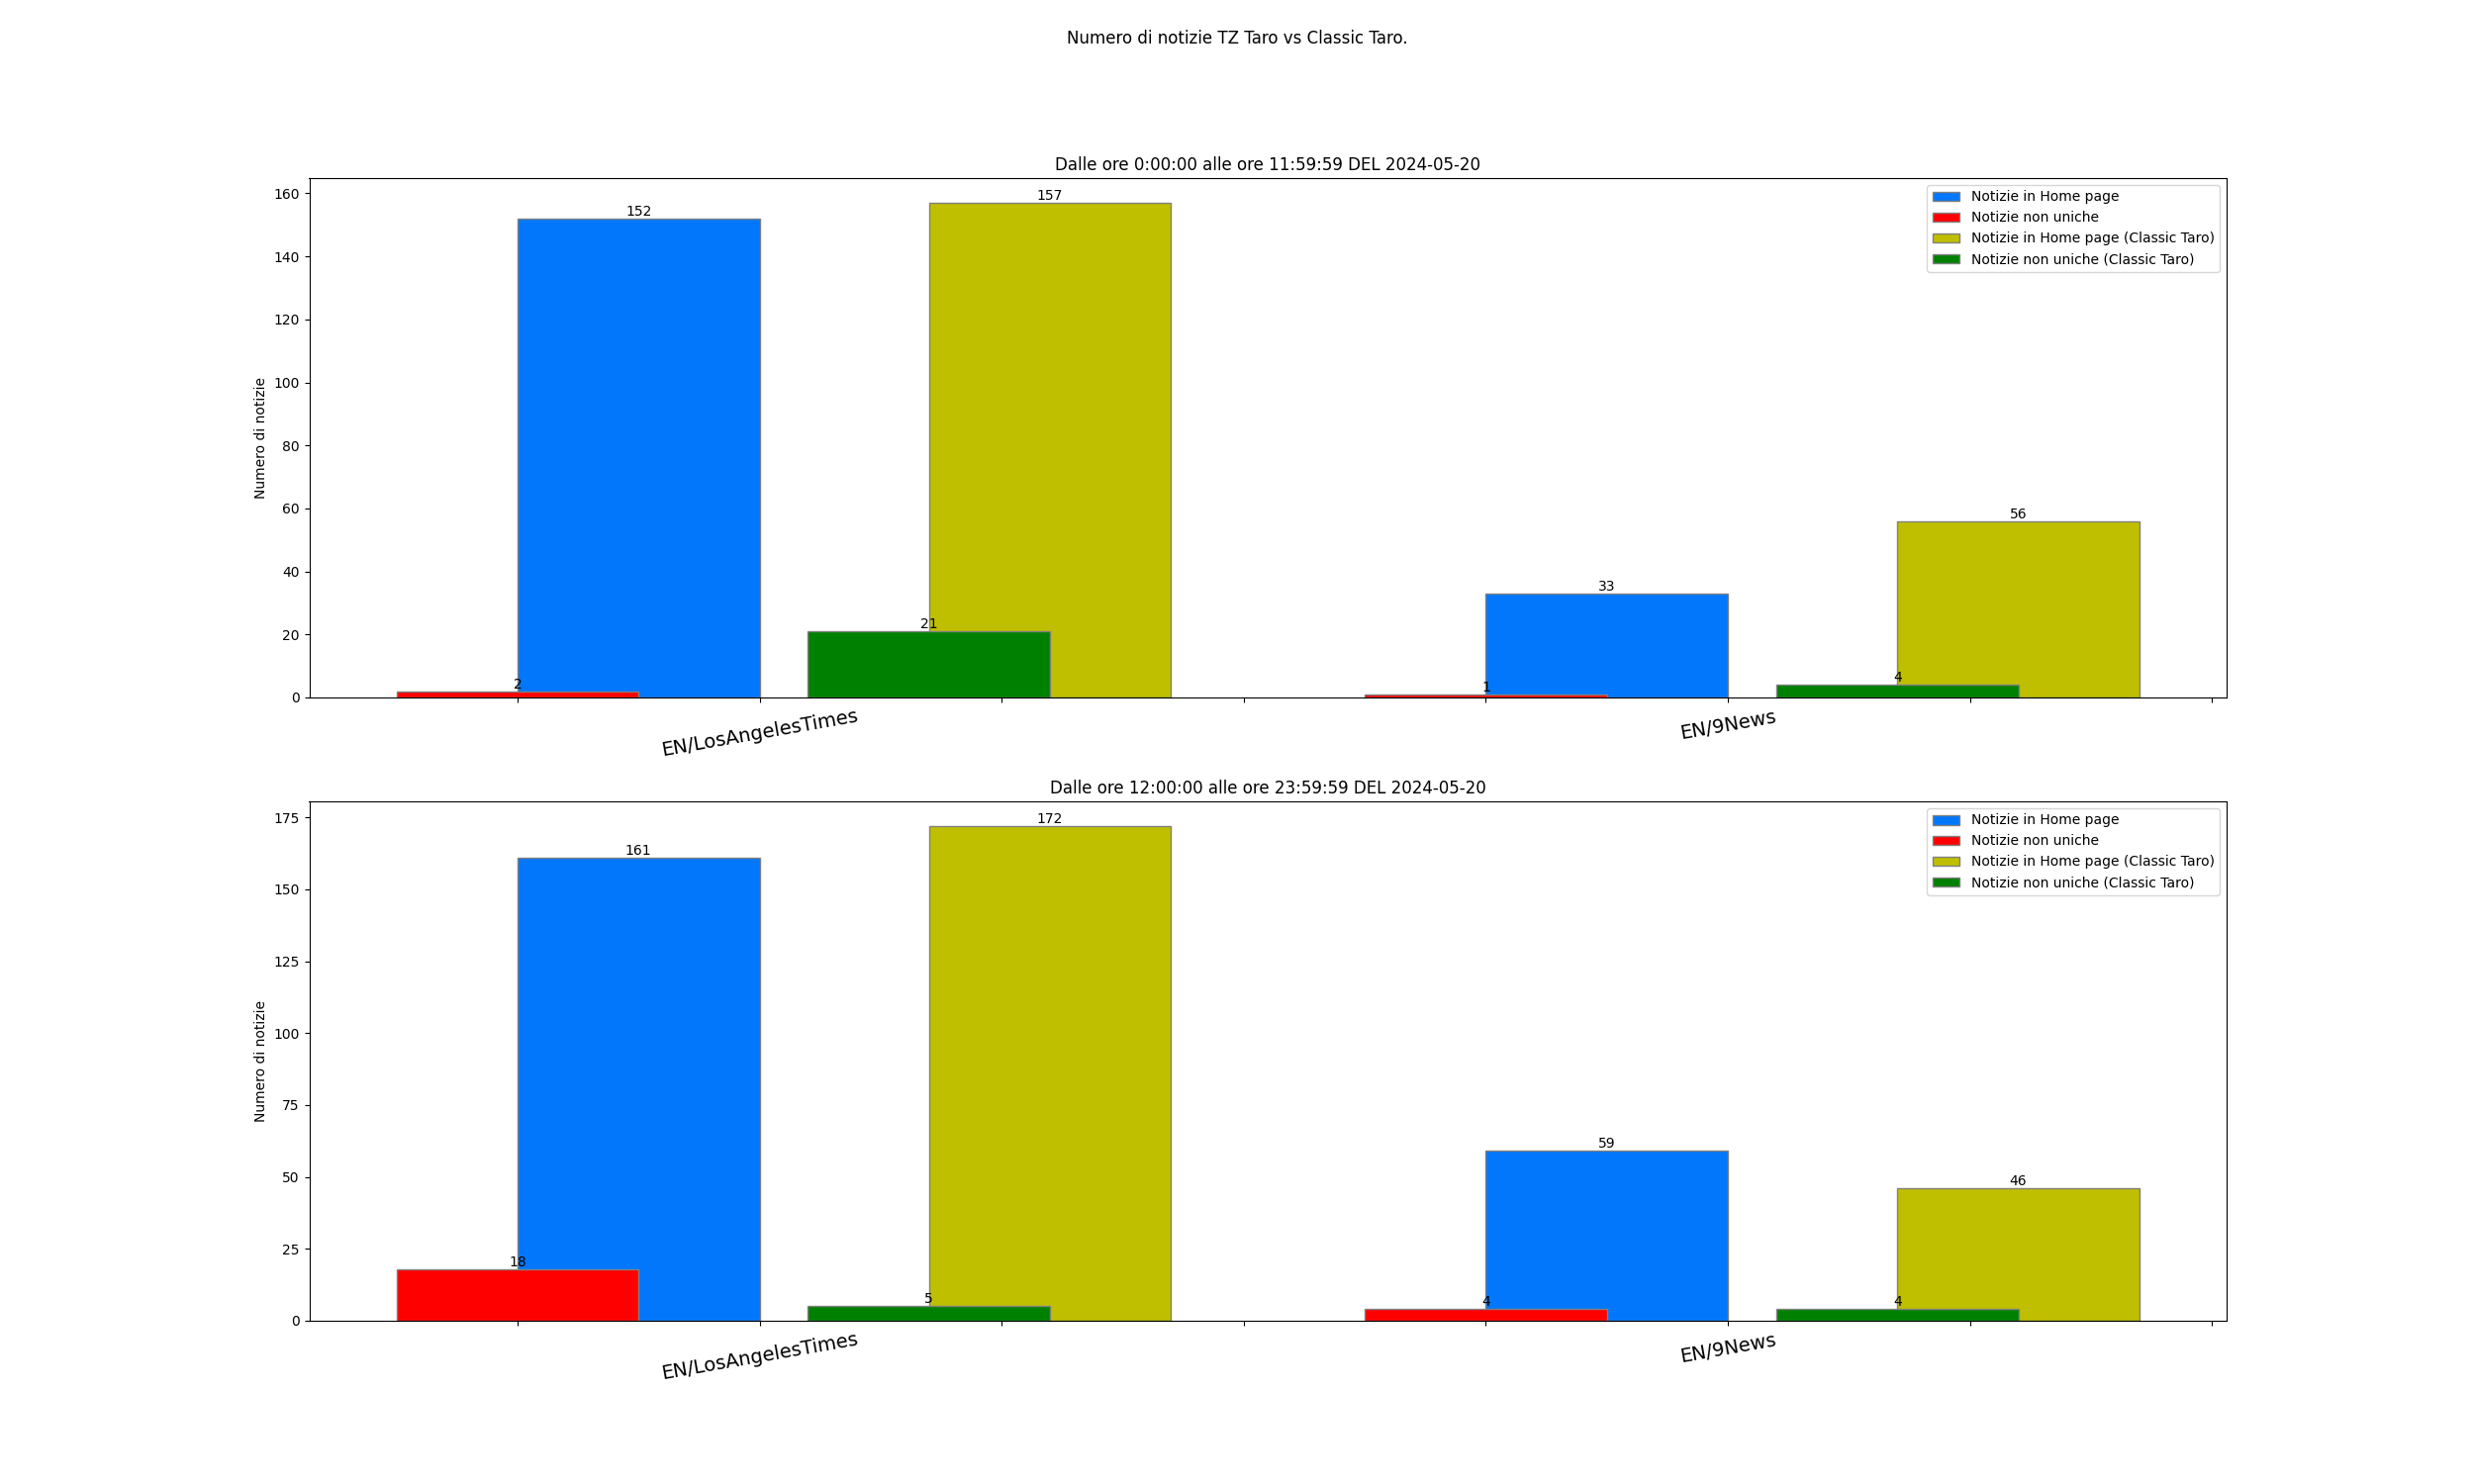 Numero di notizie TZ Taro vs Classic Taro.
Dalle ore 0:00:00 alle ore 11:59:59 DEL 2024-05-20
Numero di notizie
160
140
120
100
80
60
40
20
0
152
157
2
21
33
56
1
4
Notizie in Home page
Notizie non uniche
Notizie in Home page (Classic Taro)
Notizie non uniche (Classic Taro)
EN/LosAngelesTimes
EN/9News
Dalle ore 12:00:00 alle ore 23:59:59 DEL 2024-05-20
Numero di notizie
175
150
125
100
75
50
25
0
161
172
18
5
59
46
4
4
Notizie in Home page
Notizie non uniche
Notizie in Home page (Classic Taro)
Notizie non uniche (Classic Taro)
EN/LosAngelesTimes
EN/9News